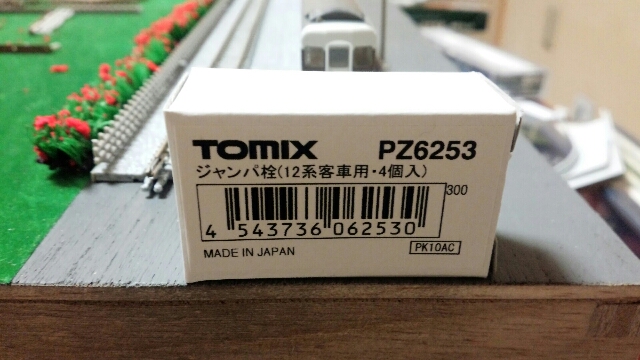 TOMIX PZ6253
ジャンパ栓(12系客車用・4個入)
300
4 543736 062530
MADE IN JAPAN PK10AC